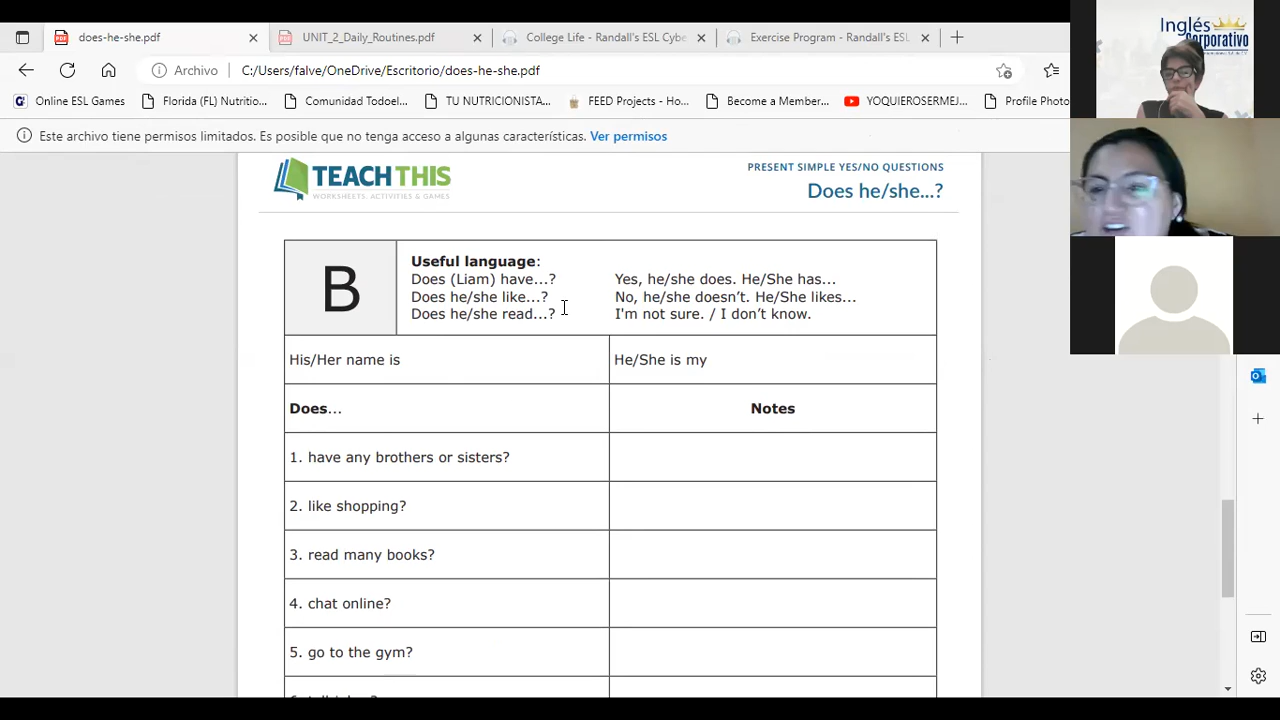 does-he-she.pdf
UNIT_2_Daily_Routines.pdf
College Life - Randall's ESL Cybe
Exercise Program - Randall's ESL
Archivo
C:/Users/falve/OneDrive/Escritorio/does-he-she.pdf
Online ESL Games
Florida (FL) Nutritio...
Comunidad Todoel...
TU NUTRICIONISTA...
FEED Projects - Ho...
Become a Member...
YOQUIEROSERMEJ...
Profile Photo
Este archivo tiene permisos limitados. Es posible que no tenga acceso a algunas características. Ver permisos
TEACH THIS
WORKSHEETS, ACTIVITIES & GAMES
PRESENT SIMPLE YES/NO QUESTIONS
Does he/she...?
B
Useful language:
Does (Liam) have...? Yes, he/she does. He/She has...
Does he/she like...? No, he/she doesn't. He/She likes...
Does he/she read...? I'm not sure. / I don't know.
His/Her name is
He/She is my
Does...
Notes
1. have any brothers or sisters?
2. like shopping?
3. read many books?
4. chat online?
5. go to the gym?
Inglés
Corporativo